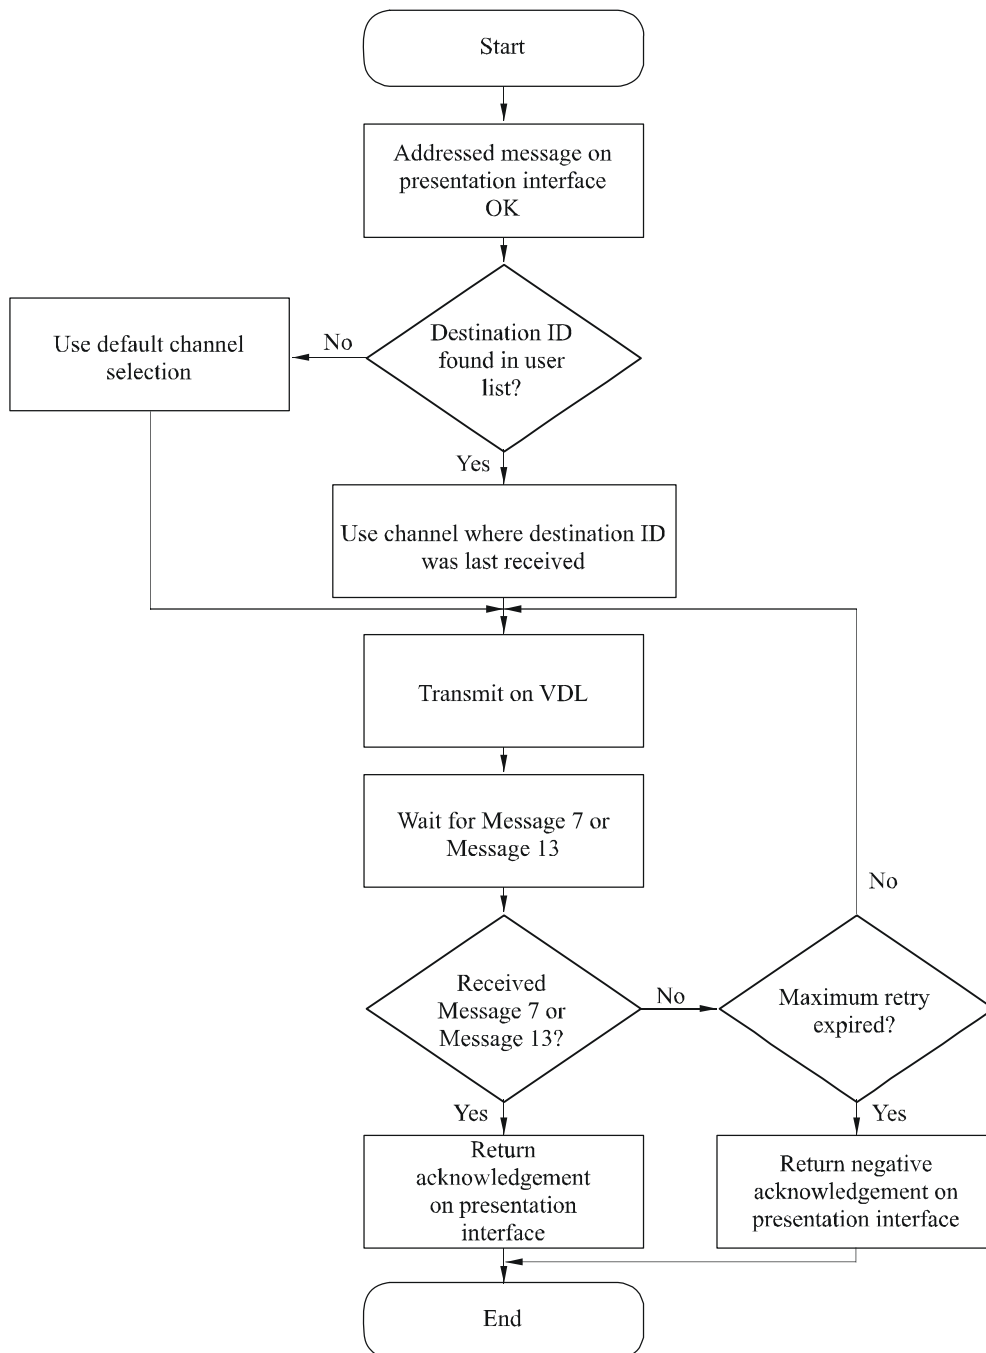 Start
Addressed message on
presentation interface
OK
Destination ID
found in user
list?
No
Use default channel
selection
Yes
Use channel where destination ID
was last received
Transmit on VDL
Wait for Message 7 or
Message 13
No
Received
Message 7 or
Message 13?
No
Maximum retry
expired?
Yes
Yes
Return
acknowledgement
on presentation
interface
Return negative
acknowledgement on
presentation interface
End